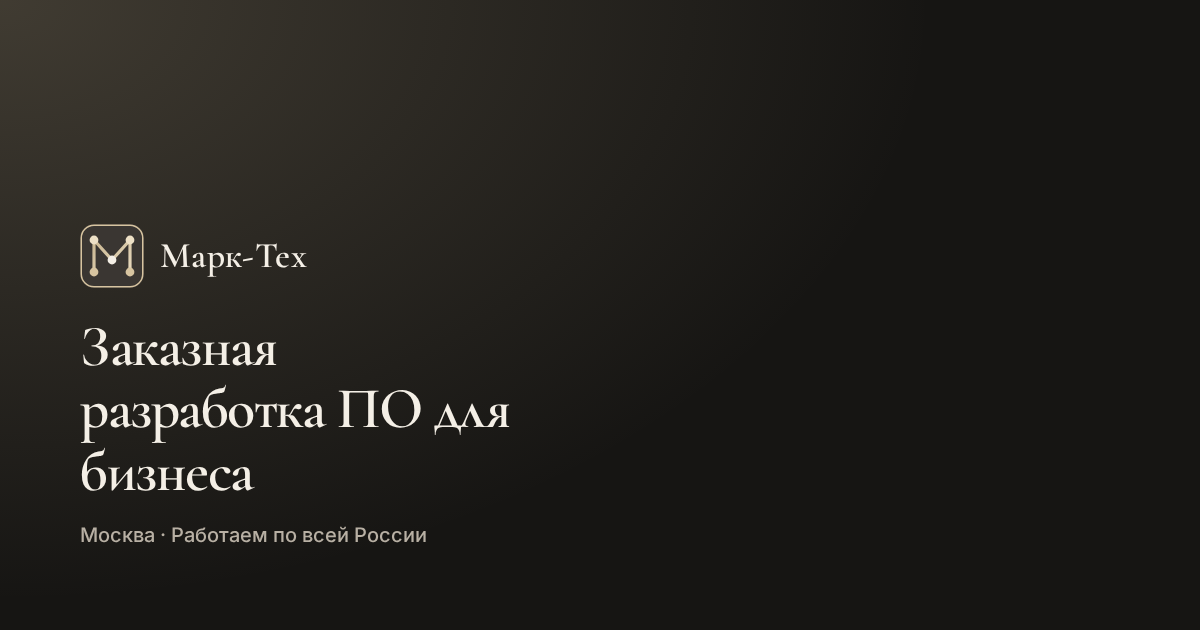 Марк-Тех
Заказная
разработка ПО для
бизнеса
Москва · Работаем по всей России